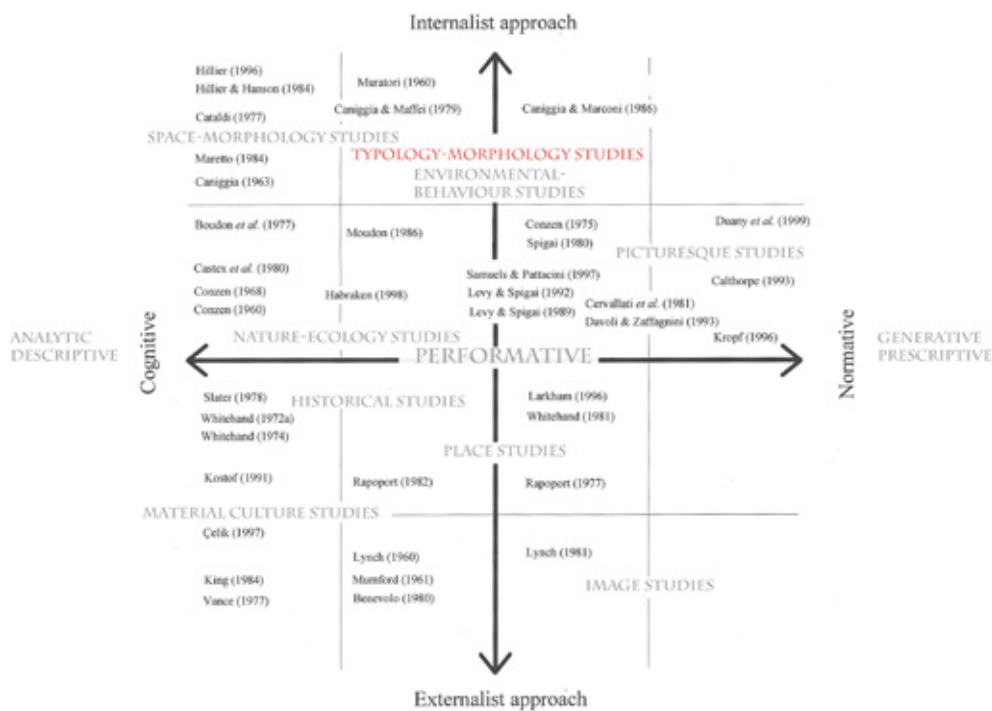 Internalist approach
Hillier (1996)
Hillier & Hanson (1984)
Muratori (1960)
Cataldi (1977)
Caniggia & Maffei (1979)
Caniggia & Marconi (1986)
SPACE-MORPHOLOGY STUDIES
Maretto (1984)
TYPOLOGY-MORPHOLOGY STUDIES
Caniggia (1963)
ENVIRONMENTAL-
BEHAVIOUR STUDIES
Boudon et al. (1977)
Moudon (1986)
Conzen (1975)
Spigai (1980)
Duany et al. (1999)
PICTURESQUE STUDIES
Castex et al. (1980)
Conzen (1968)
Conzen (1960)
Habraken (1998)
Samuels & Pattacini (1997)
Levy & Spigai (1992)
Levy & Spigai (1989)
Calthorpe (1993)
Cervallati et al. (1981)
Davoli & Zaffagnini (1993)
Kropf (1996)
ANALYTIC
DESCRIPTIVE
Cognitive
NATURE-ECOLOGY STUDIES
PERFORMATIVE
Normative
GENERATIVE
PRESCRIPTIVE
Slater (1978)
HISTORICAL STUDIES
Whitehand (1972a)
Whitehand (1974)
Larkham (1996)
Whitehand (1981)
PLACE STUDIES
Kostof (1991)
Rapoport (1982)
Rapoport (1977)
MATERIAL CULTURE STUDIES
Çelik (1997)
Lynch (1960)
Lynch (1981)
King (1984)
Mumford (1961)
IMAGE STUDIES
Vance (1977)
Benevolo (1980)
Externalist approach